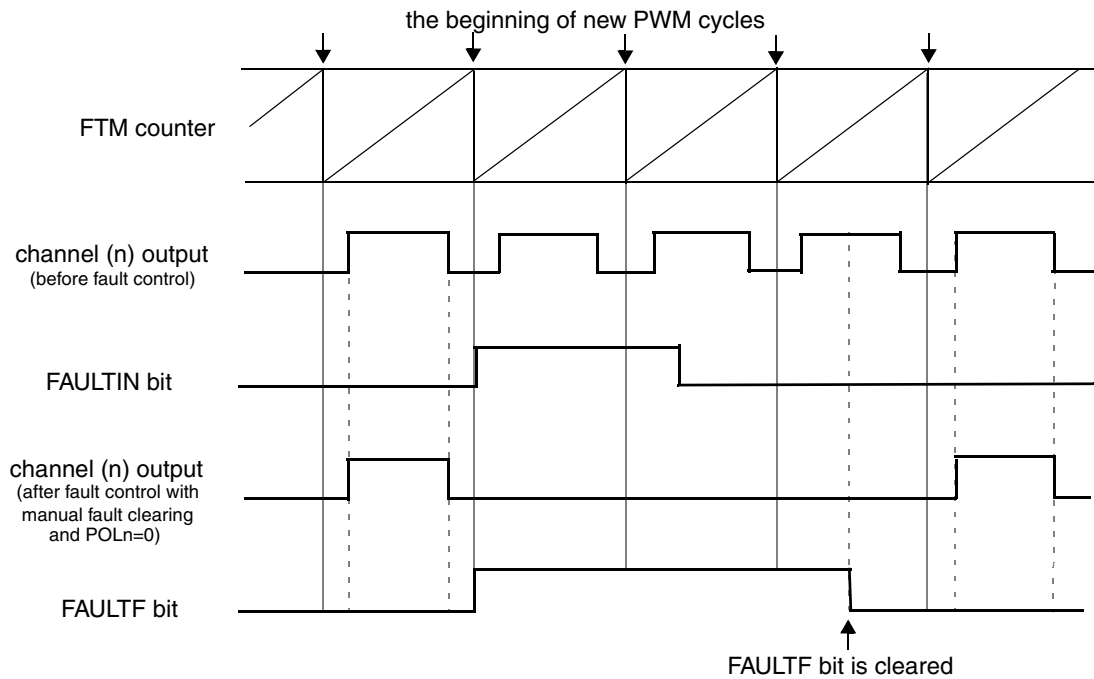 the beginning of new PWM cycles
FTM counter
channel (n) output
(before fault control)
FAULTIN bit
channel (n) output
(after fault control with
manual fault clearing
and POLn=0)
FAULTF bit
FAULTF bit is cleared